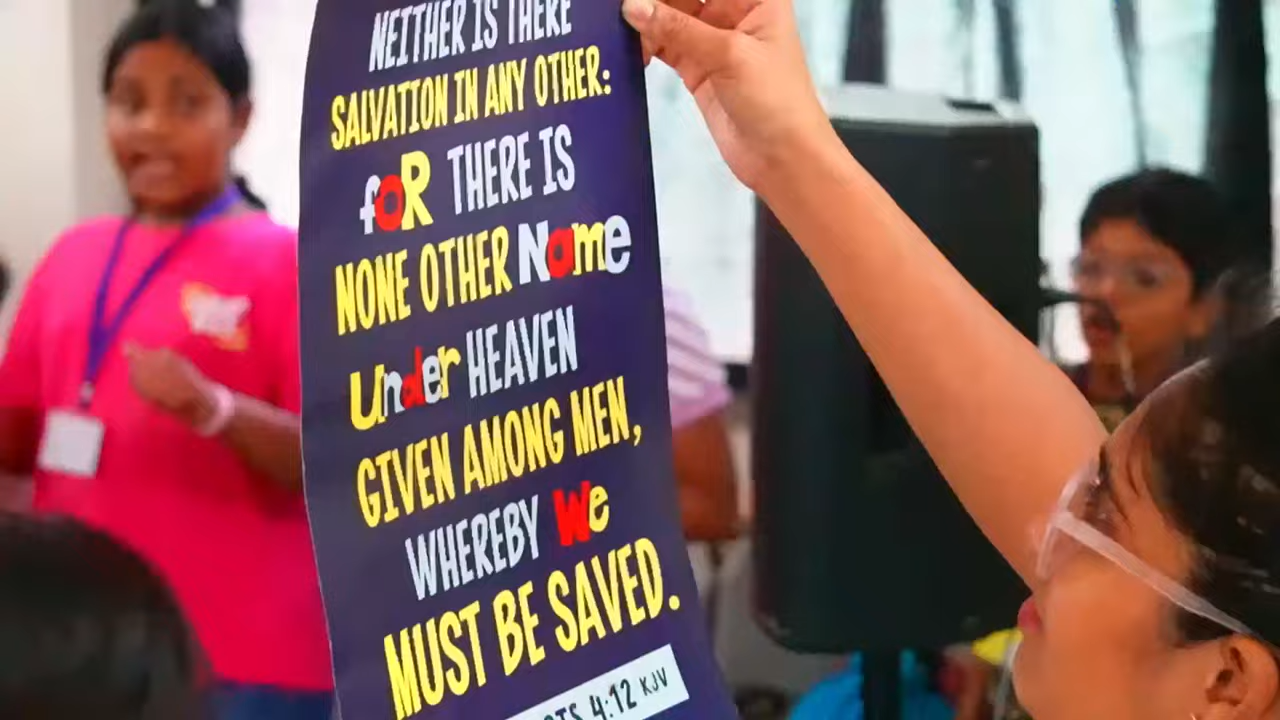 NEITHER IS THERE
SALVATION IN ANY OTHER:
foR THERE IS
NONE OTHER Name
Under HEAVEN
GIVEN AMONG MEN,
WHEREBY We
MUST BE SAVED.
4:12 KJV